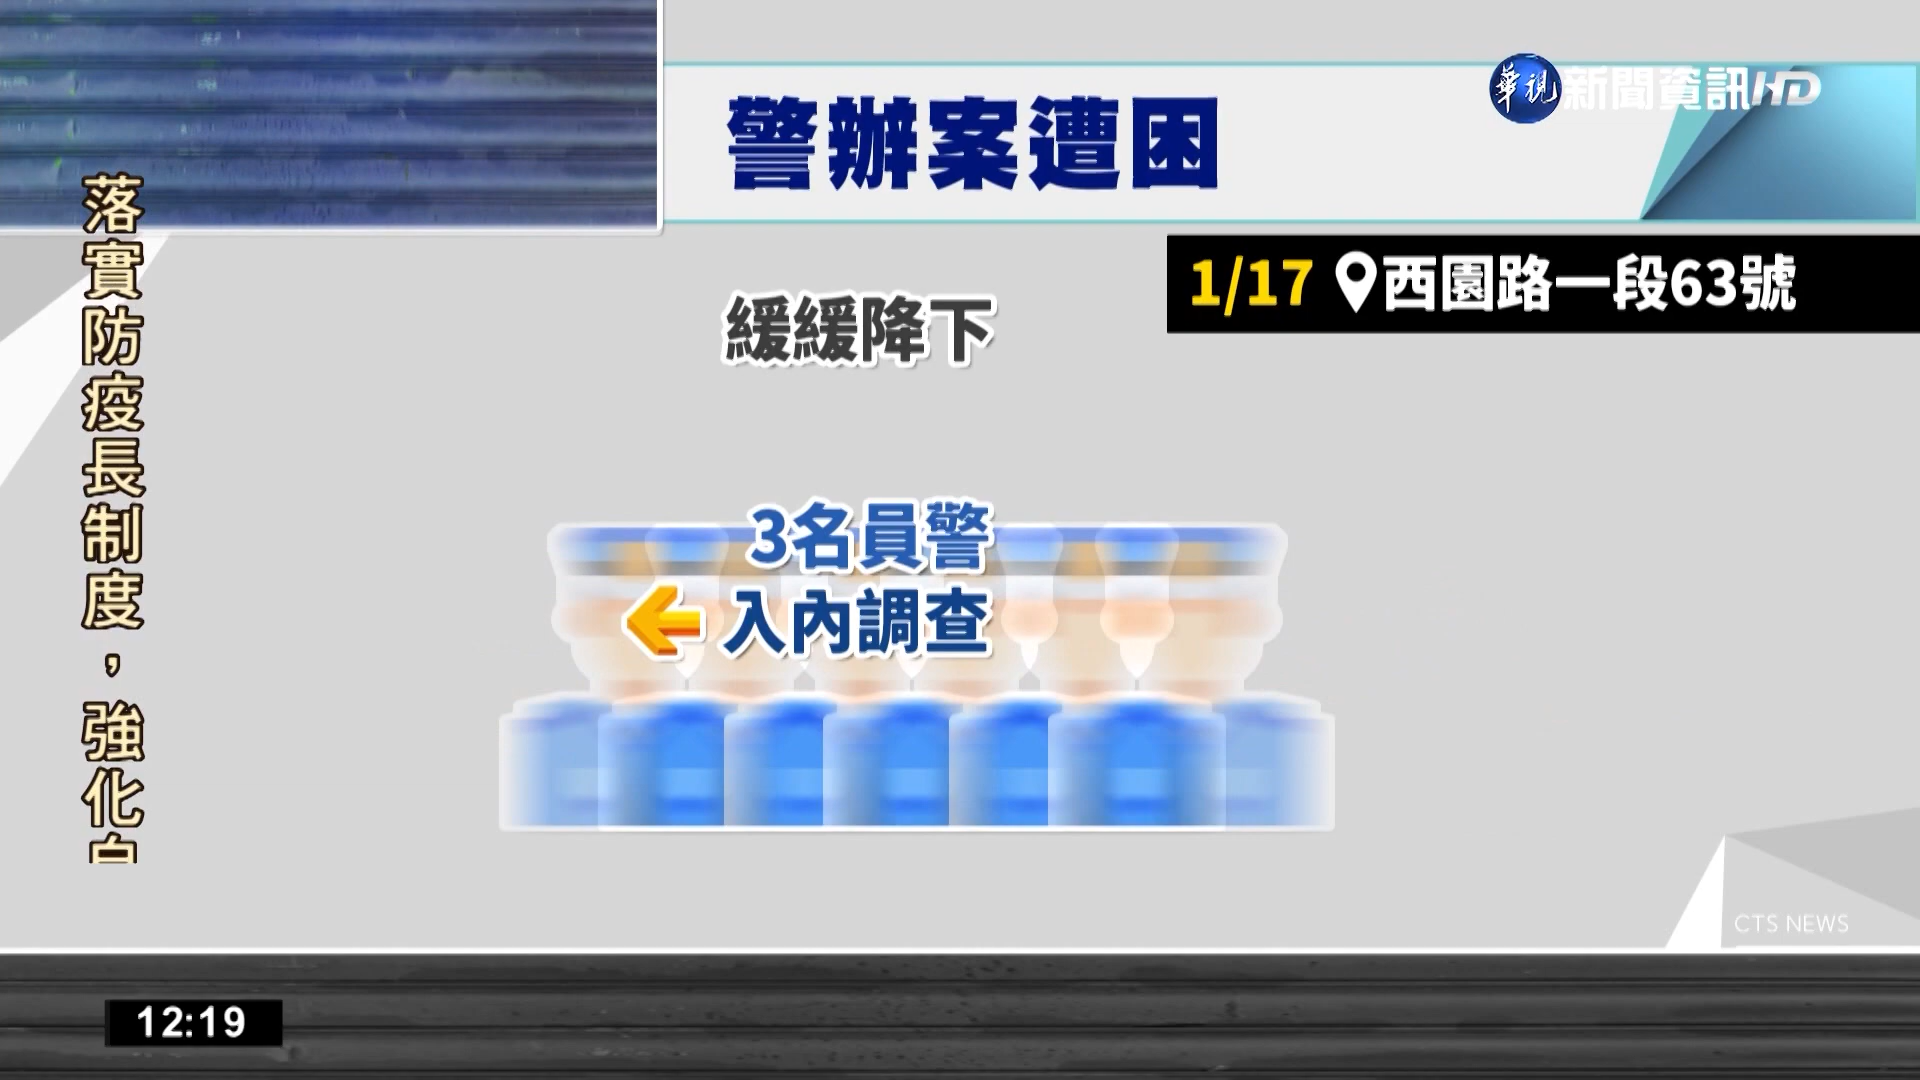 警辦案遭困
華視新聞資訊HD
1/17 西園路一段63號
緩緩降下
3名員警
入內調查
落實防疫長制度，強化
CTS NEWS
12:19